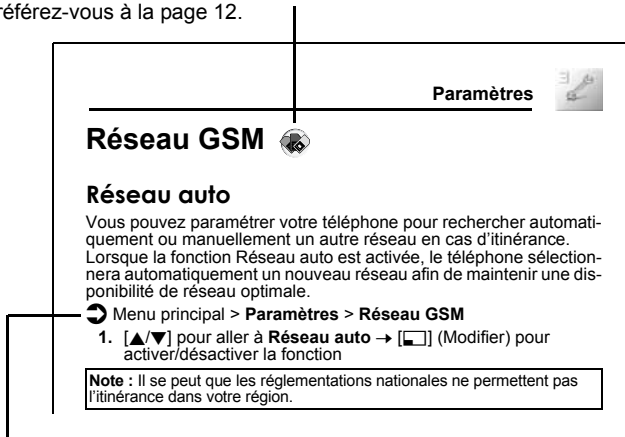 référez-vous à la page 12.
Paramètres
Réseau GSM
Réseau auto
Vous pouvez paramétrer votre téléphone pour rechercher automati-
quement ou manuellement un autre réseau en cas d'itinérance.
Lorsque la fonction Réseau auto est activée, le téléphone sélection-
nera automatiquement un nouveau réseau afin de maintenir une dis-
ponibilité de réseau optimale.
Menu principal > Paramètres > Réseau GSM
1. [▲/▼] pour aller à Réseau auto → [] (Modifier) pour
activer/désactiver la fonction
Note : Il se peut que les réglementations nationales ne permettent pas
l'itinérance dans votre région.